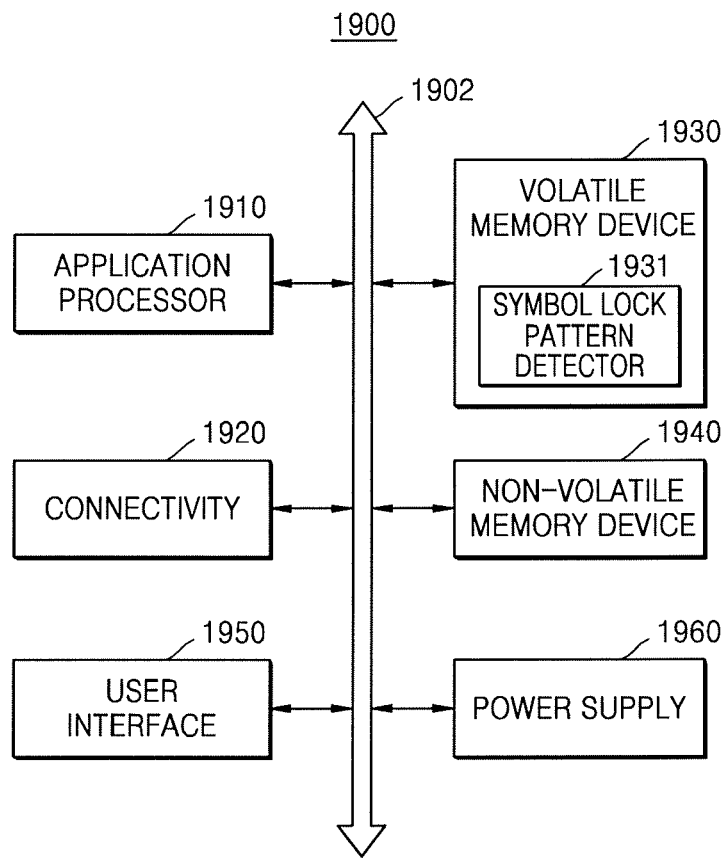 1900
1902
1930
VOLATILE
MEMORY DEVICE
1931
SYMBOL LOCK
PATTERN
DETECTOR
1910
APPLICATION
PROCESSOR
1920
CONNECTIVITY
1940
NON-VOLATILE
MEMORY DEVICE
1950
USER
INTERFACE
1960
POWER SUPPLY